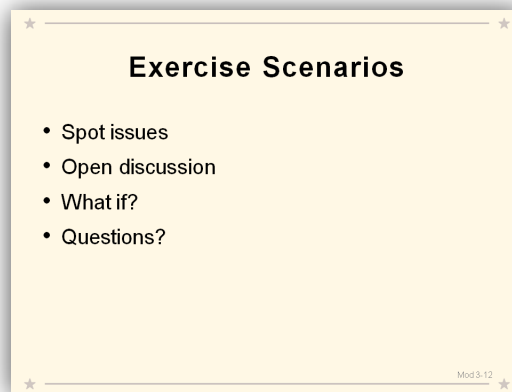 Exercise Scenarios
• Spot issues
• Open discussion
• What if?
• Questions?
Mod 3-12